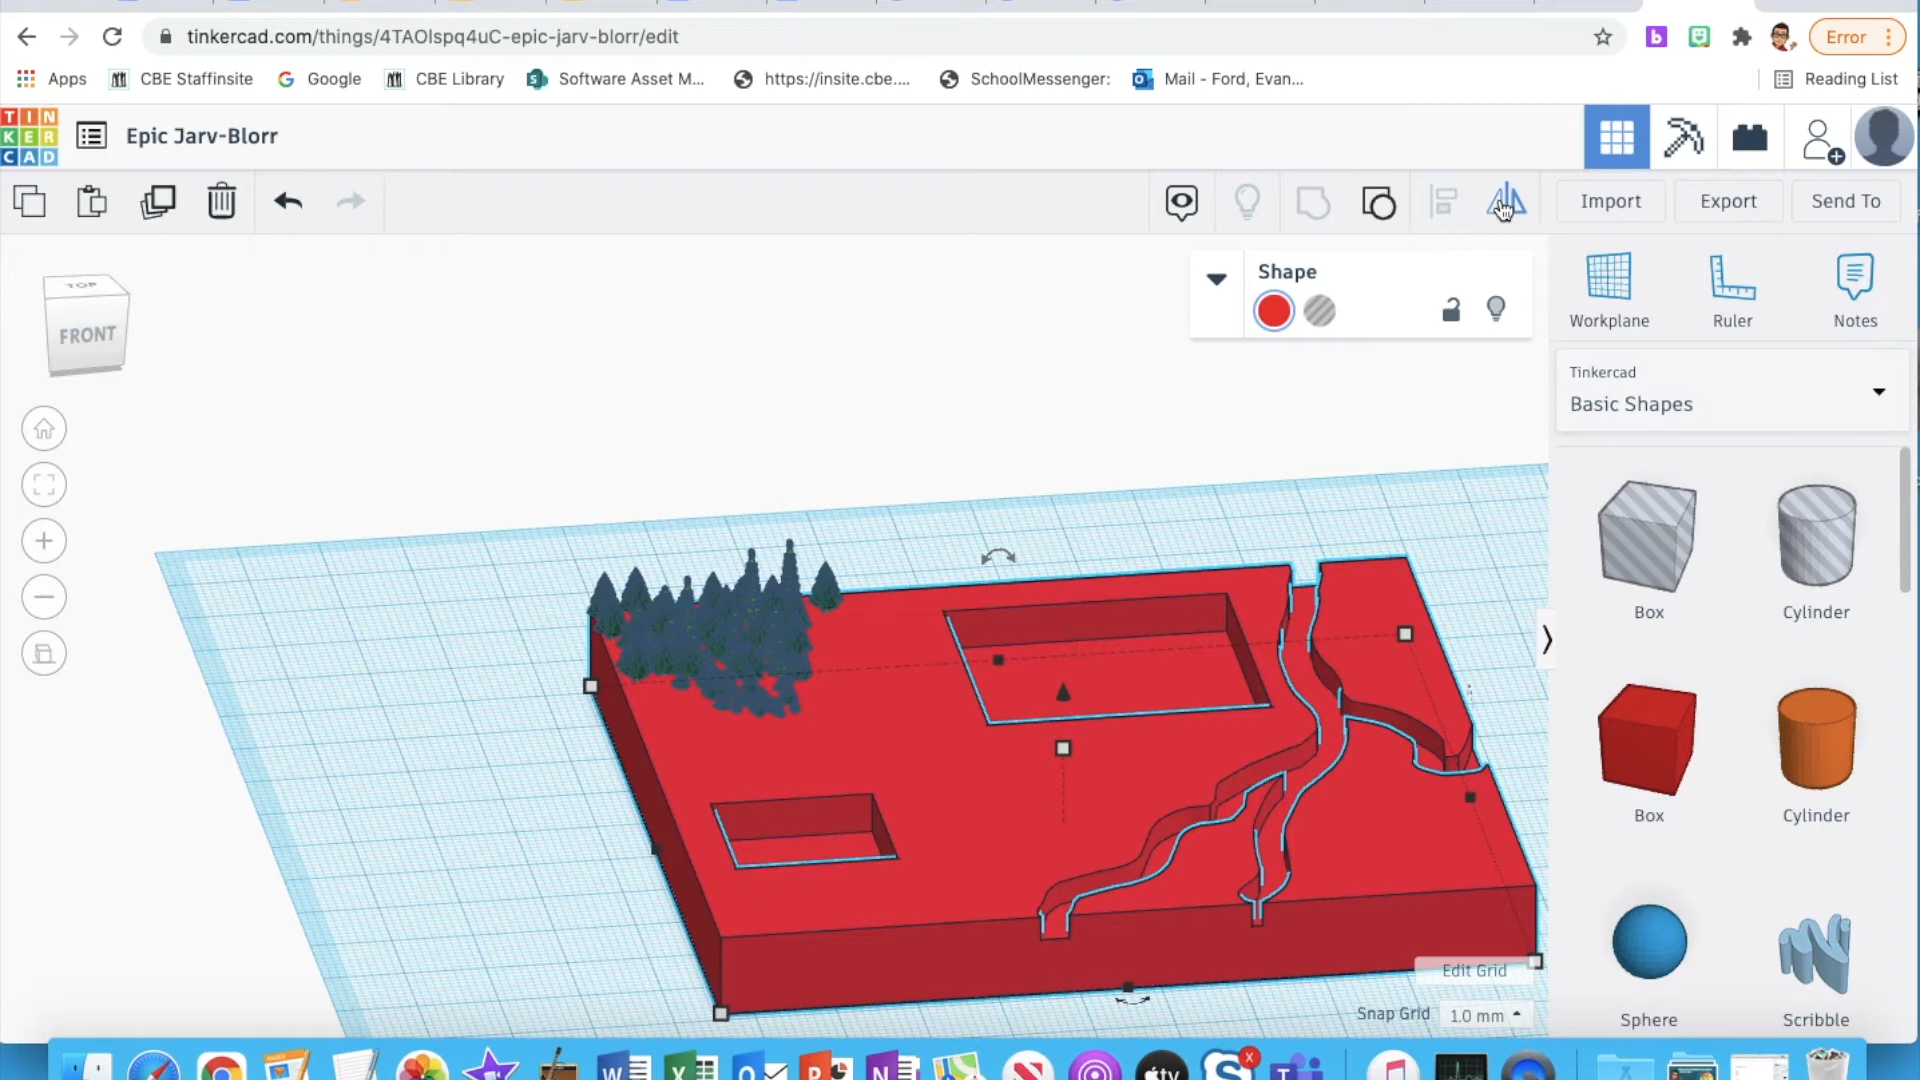 tinkercad.com/things/4TAOlspq4uC-epic-jarv-blorr/edit
Error
Apps
CBE Staffinsite
Google
CBE Library
Software Asset M...
https://insite.cbe....
SchoolMessenger:
Mail - Ford, Evan...
Reading List
TIN
KER
CAD
Epic Jarv-Blorr
Import
Export
Send To
Shape
TOP
FRONT
Workplane
Ruler
Notes
Tinkercad
Basic Shapes
Box
Cylinder
Box
Cylinder
Sphere
Scribble
Edit Grid
Snap Grid
1.0 mm